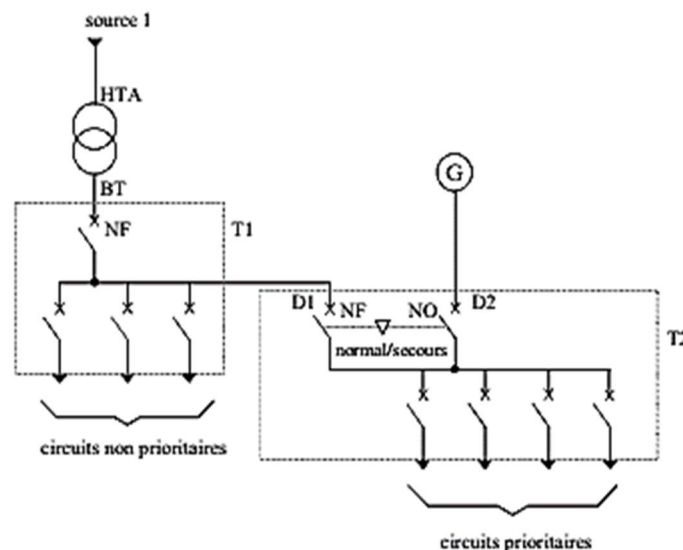 source 1
HTA
G
BT
NF
T1
D1
NF
NO
D2
T2
normal/secours
circuits non prioritaires
circuits prioritaires